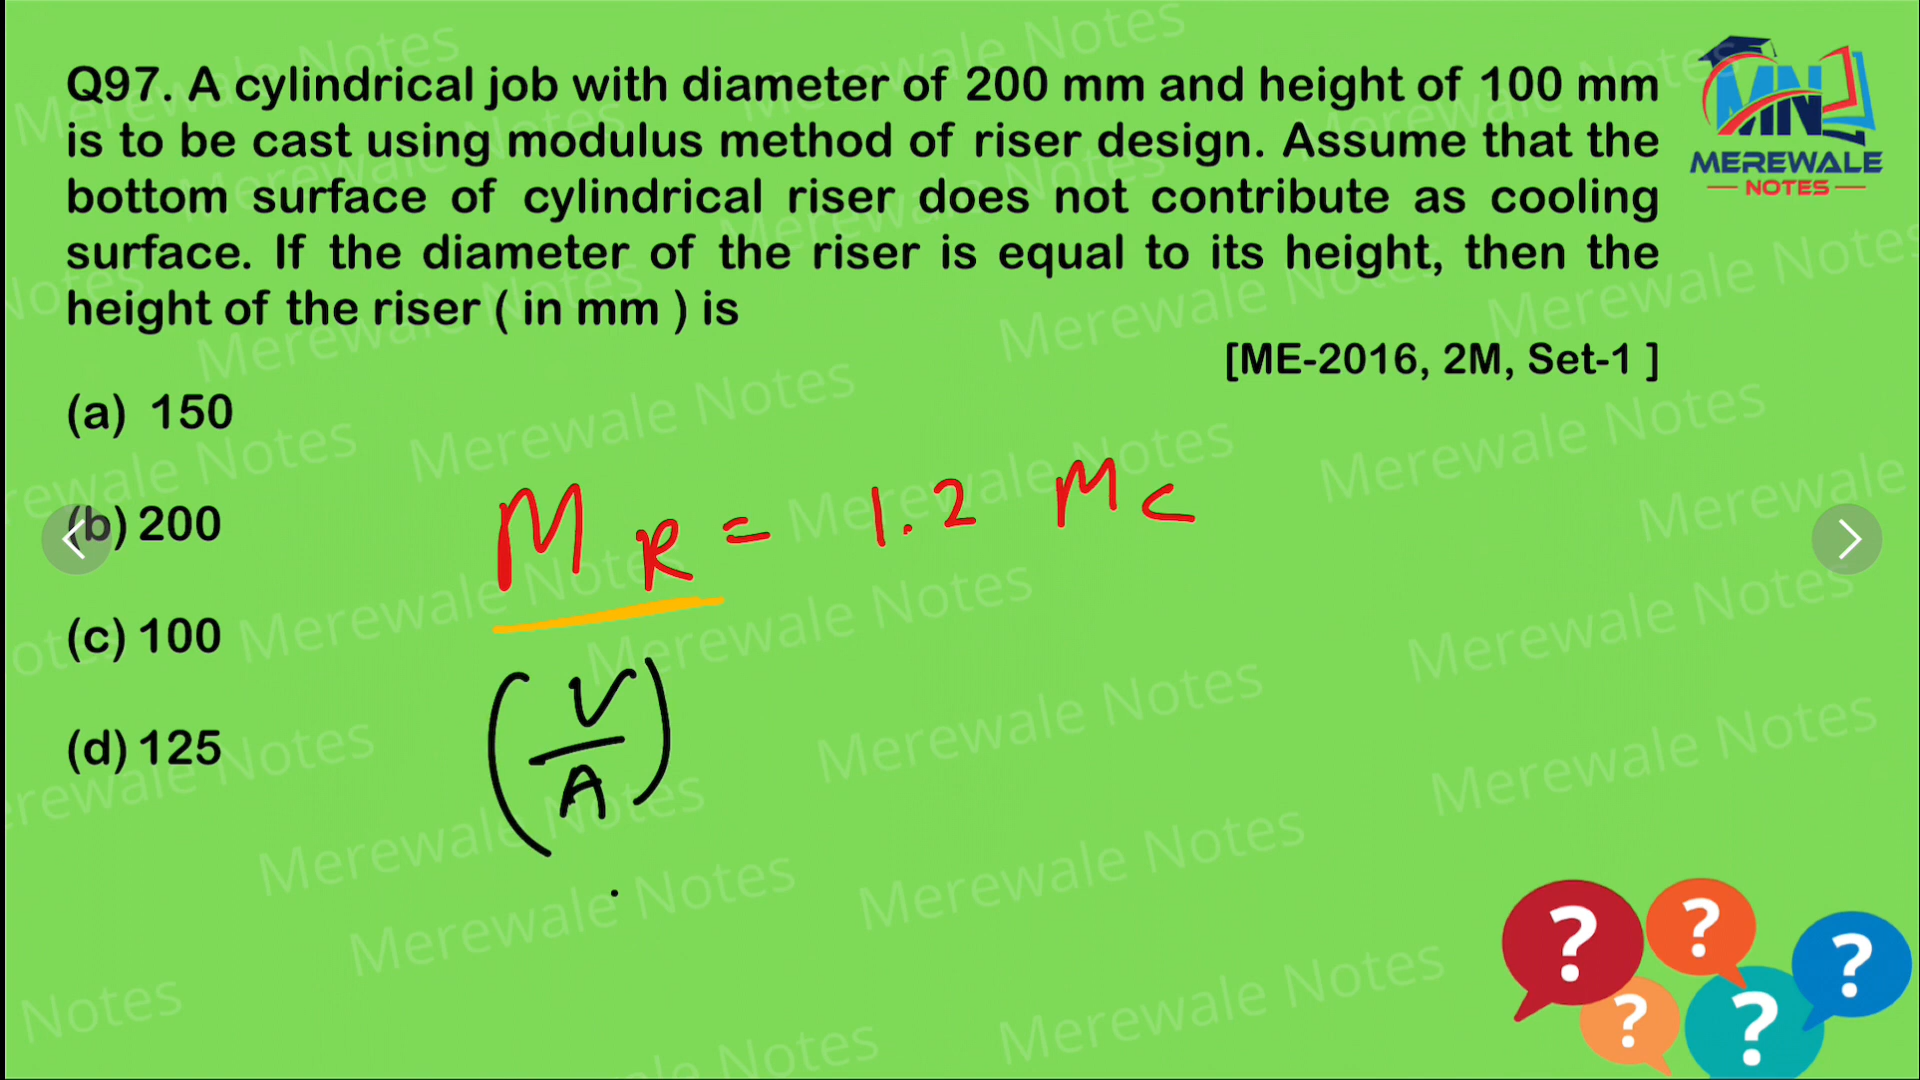 Q97. A cylindrical job with diameter of 200 mm and height of 100 mm
is to be cast using modulus method of riser design. Assume that the
bottom surface of cylindrical riser does not contribute as cooling
surface. If the diameter of the riser is equal to its height, then the
height of the riser ( in mm ) is
[ME-2016, 2M, Set-1 ]
MN
MEREWALE
NOTES
(a) 150
(b) 200
(c) 100
(d) 125
M R = 1.2 M C
(V
A)
Merewale Notes
? ? ? ? ?